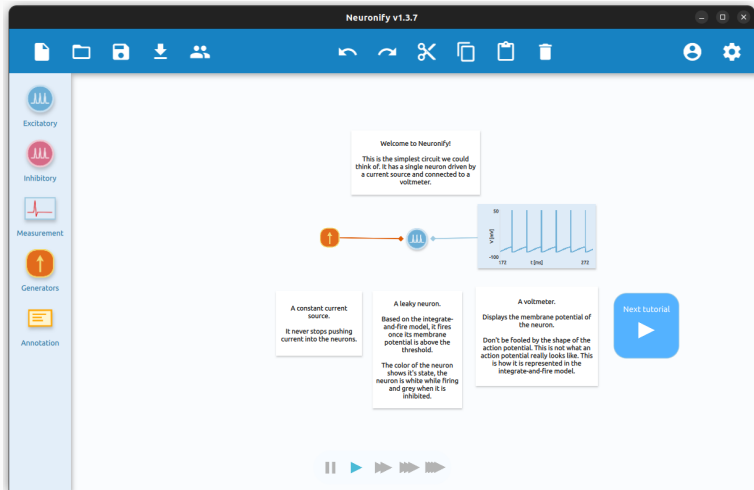 Neuronify v1.3.7
Excitatory
Inhibitory
Measurement
Generators
Annotation
Welcome to Neuronify!
This is the simplest circuit we could
think of. It has a single neuron driven by
a current source and connected to a
voltmeter.
50
V [mV]
-100
172 t [ms] 272
A constant current
source.
It never stops pushing
current into the neurons.
A leaky neuron.
Based on the integrate-
and-fire model, it fires
once its membrane
potential is above the
threshold.
The color of the neuron
shows it's state, the
neuron is white while firing
and grey when it is
inhibited.
A voltmeter.
Displays the membrane potential of
the neuron.
Don't be fooled by the shape of the
action potential. This is not what an
action potential really looks like. This
is how it is represented in the
integrate-and-fire model.
Next tutorial